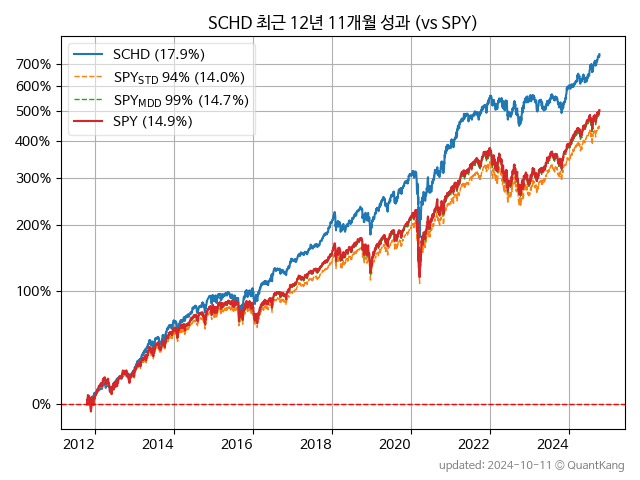 SCHD 최근 12년 11개월 성과 (vs SPY)
SCHD (17.9%)
SPY_STD 94% (14.0%)
SPY_MDD 99% (14.7%)
SPY (14.9%)
700%
600%
500%
400%
300%
200%
100%
0%
2012 2014 2016 2018 2020 2022 2024
updated: 2024-10-11 © QuantKang